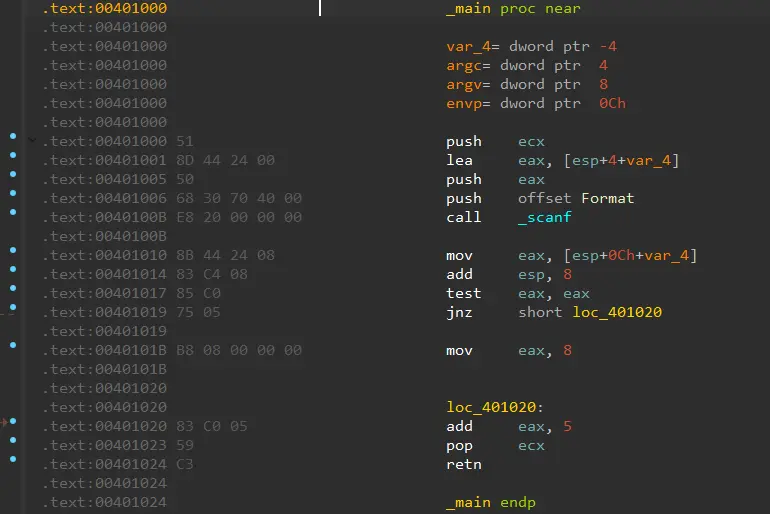 .text:00401000 _main proc near
.text:00401000
.text:00401000 var_4= dword ptr -4
.text:00401000 argc= dword ptr  4
.text:00401000 argv= dword ptr  8
.text:00401000 envp= dword ptr  0Ch
.text:00401000
.text:00401000 51 push    ecx
.text:00401001 8D 44 24 00 lea     eax, [esp+4+var_4]
.text:00401005 50 push    eax
.text:00401006 68 30 70 40 00 push    offset Format
.text:0040100B E8 20 00 00 00 call    _scanf
.text:0040100B
.text:00401010 8B 44 24 08 mov     eax, [esp+0Ch+var_4]
.text:00401014 83 C4 08 add     esp, 8
.text:00401017 85 C0 test    eax, eax
.text:00401019 75 05 jnz     short loc_401020
.text:00401019
.text:0040101B B8 08 00 00 00 mov     eax, 8
.text:0040101B
.text:00401020
.text:00401020 loc_401020:
.text:00401020 83 C0 05 add     eax, 5
.text:00401023 59 pop     ecx
.text:00401024 C3 retn
.text:00401024
.text:00401024 _main endp